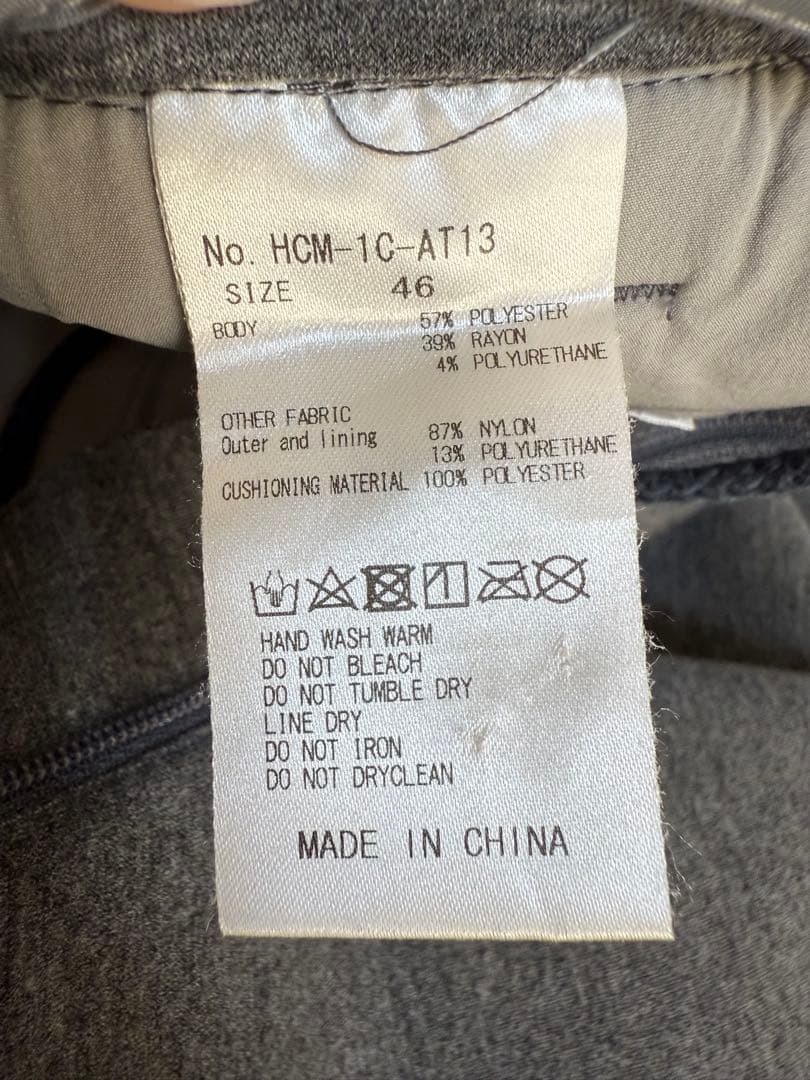 No. HCM-1C-AT13
SIZE 46
BODY 57% POLYESTER
39% RAYON
4% POLYURETHANE
OTHER FABRIC
Outer and lining 87% NYLON
13% POLYURETHANE
CUSHIONING MATERIAL 100% POLYESTER
HAND WASH WARM
DO NOT BLEACH
DO NOT TUMBLE DRY
LINE DRY
DO NOT IRON
DO NOT DRYCLEAN
MADE IN CHINA